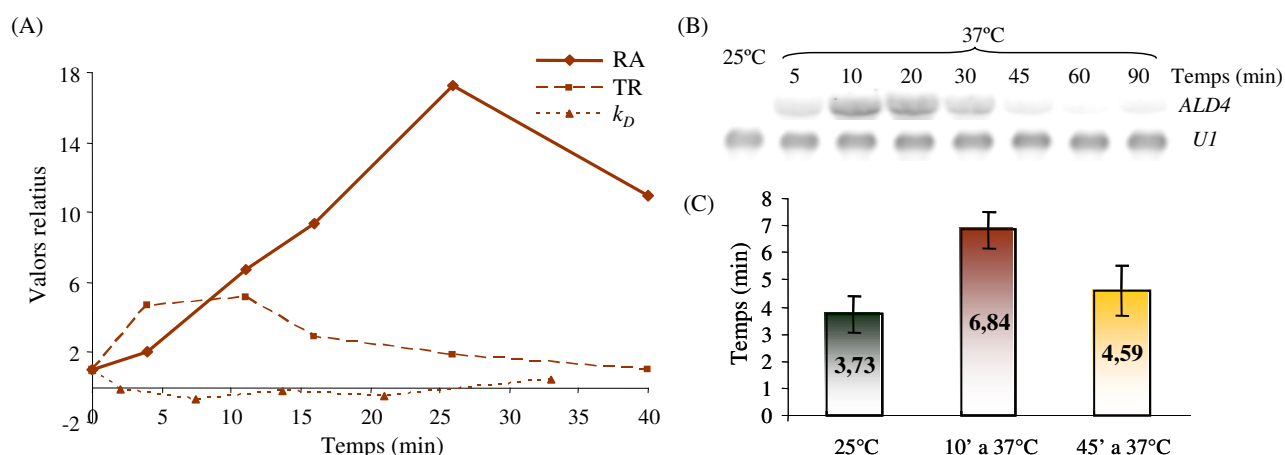 (A)
Valors relatius
18
14
10
6
2
-2
0 5 10 15 20 25 30 35 40
Temps (min)
RA
TR
k_D
(B)
37ºC
25ºC
5 10 20 30 45 60 90 Temps (min)
ALD4
U1
(C)
Temps (min)
8
7
6
5
4
3
2
1
0
3,73
6,84
4,59
25°C 10’ a 37°C 45’ a 37°C